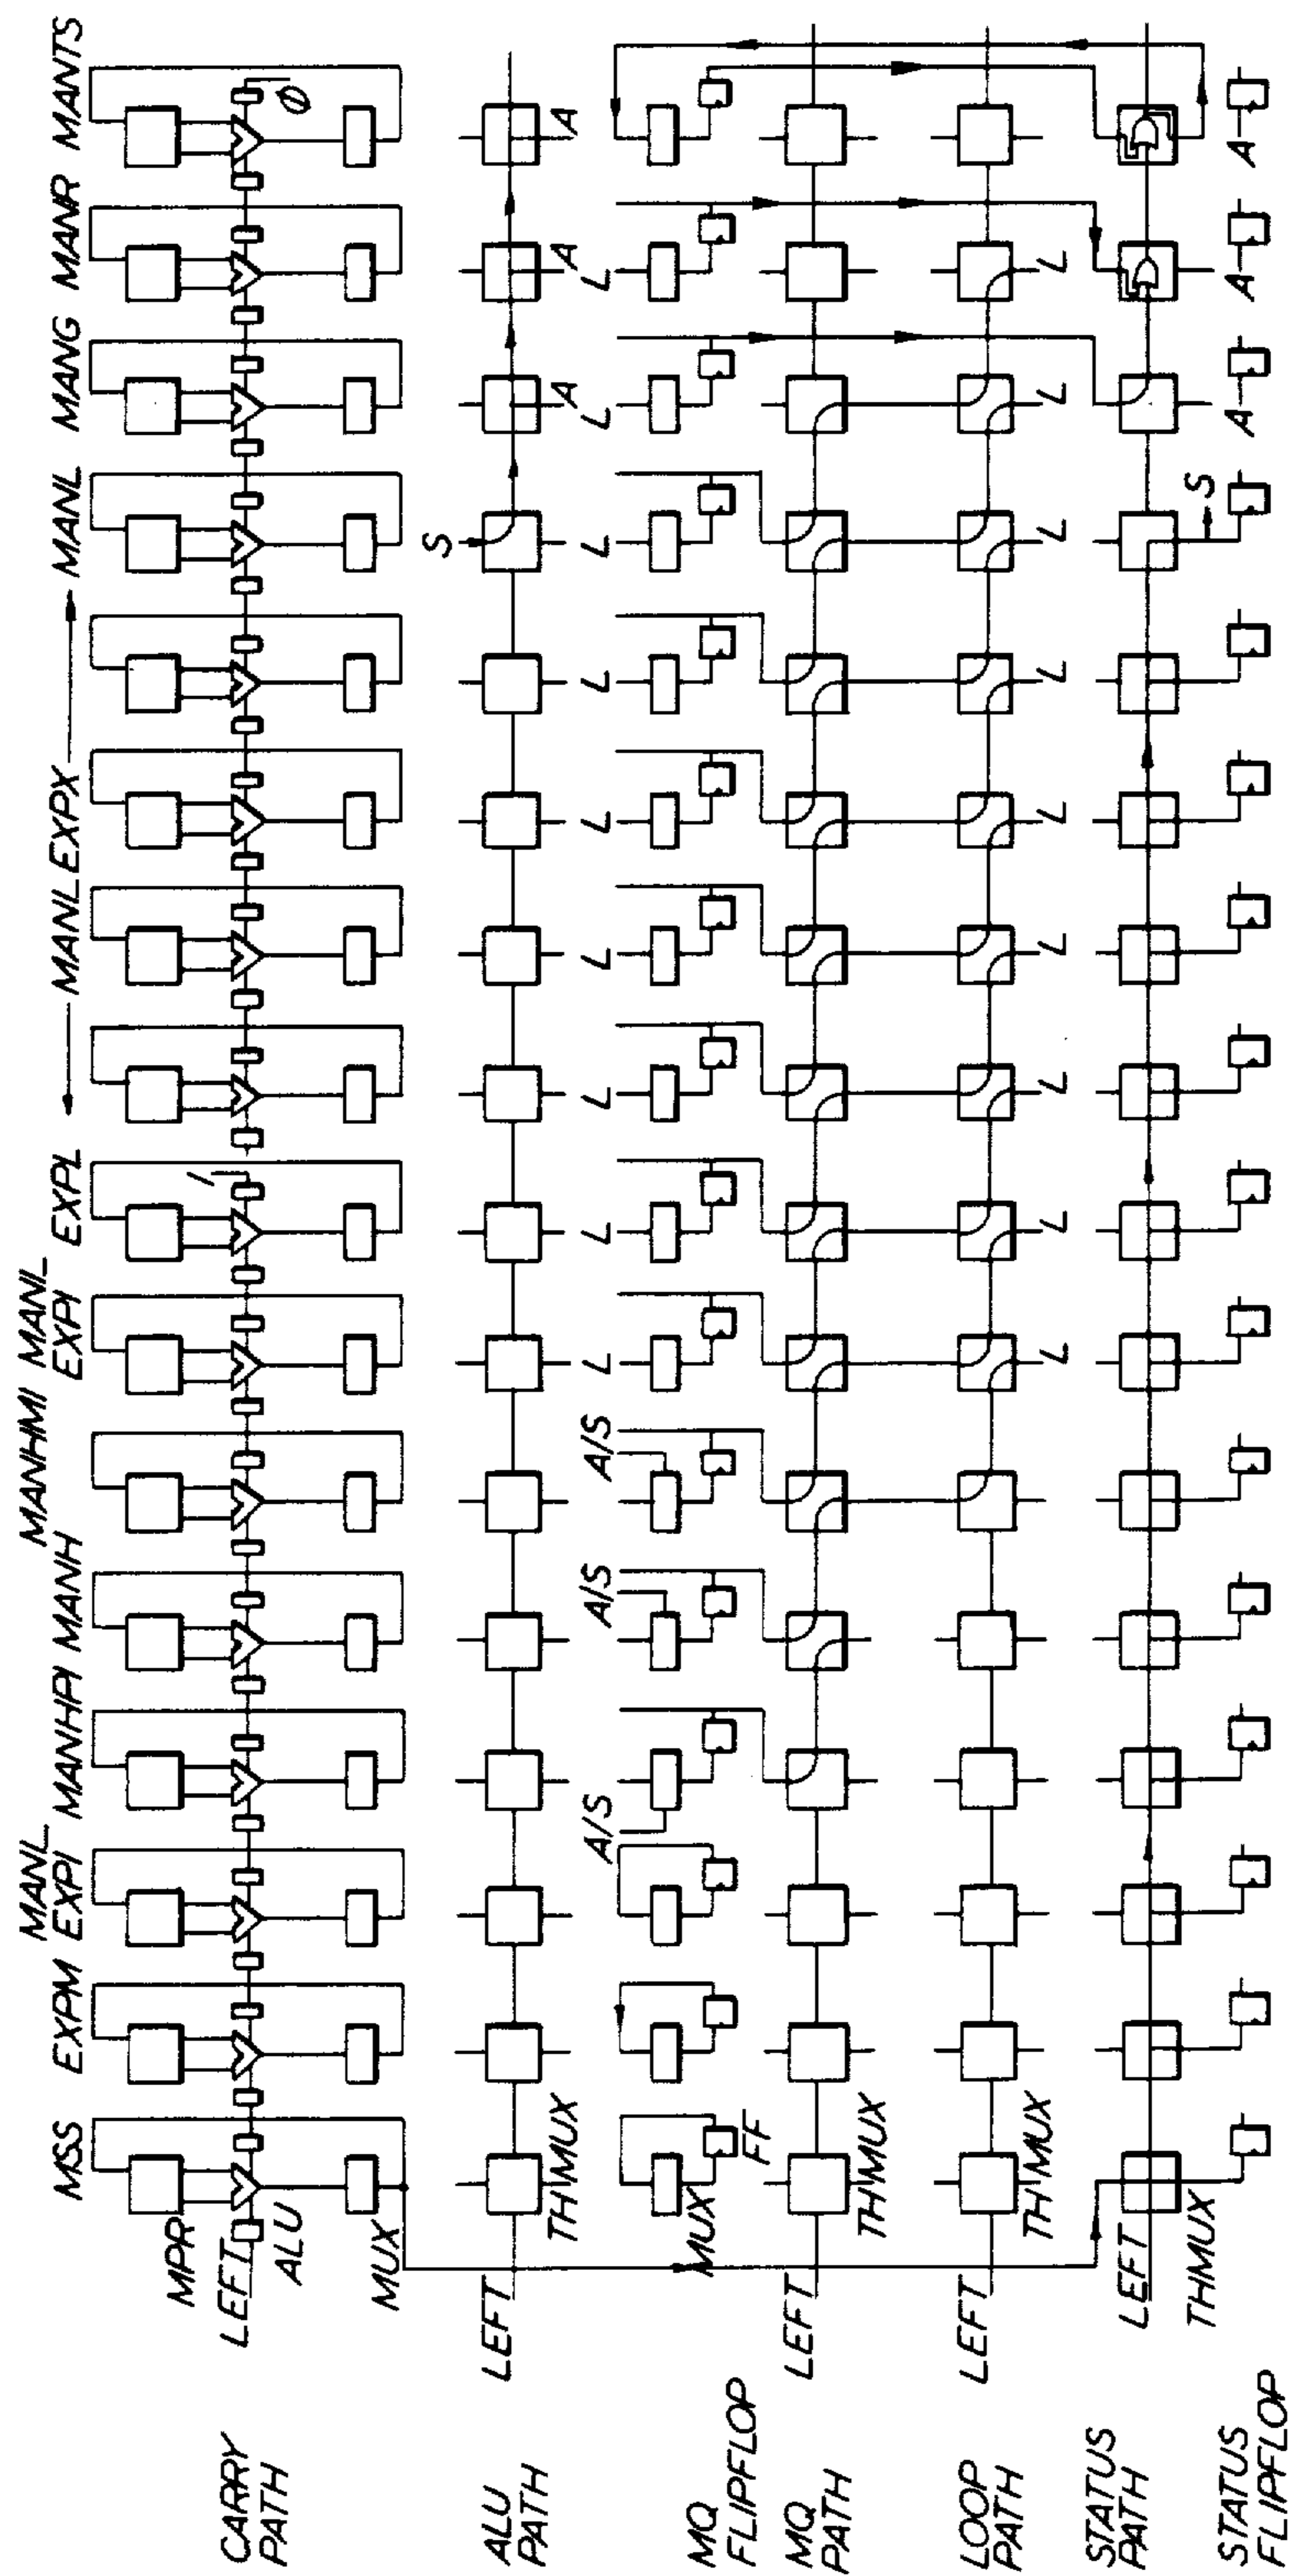 MSS EXPM MANL EXPI MANHPI MANH MANHMI MANL EXPI EXPL MANL EXPX MANL MANG MANR MANTS
MPR
CARRY PATH
LEFT
1
Ø
ALU
MUX
S
ALU PATH
LEFT
THMUX
A A A
A/S A/S A/S L L L L L L L L L
MQ FLIPFLOP
MUX
FF
MQ PATH
LEFT
THMUX
LOOP PATH
LEFT
THMUX
L L L L L L L L L
STATUS PATH
LEFT
THMUX
S
STATUS FLIPFLOP
A A A